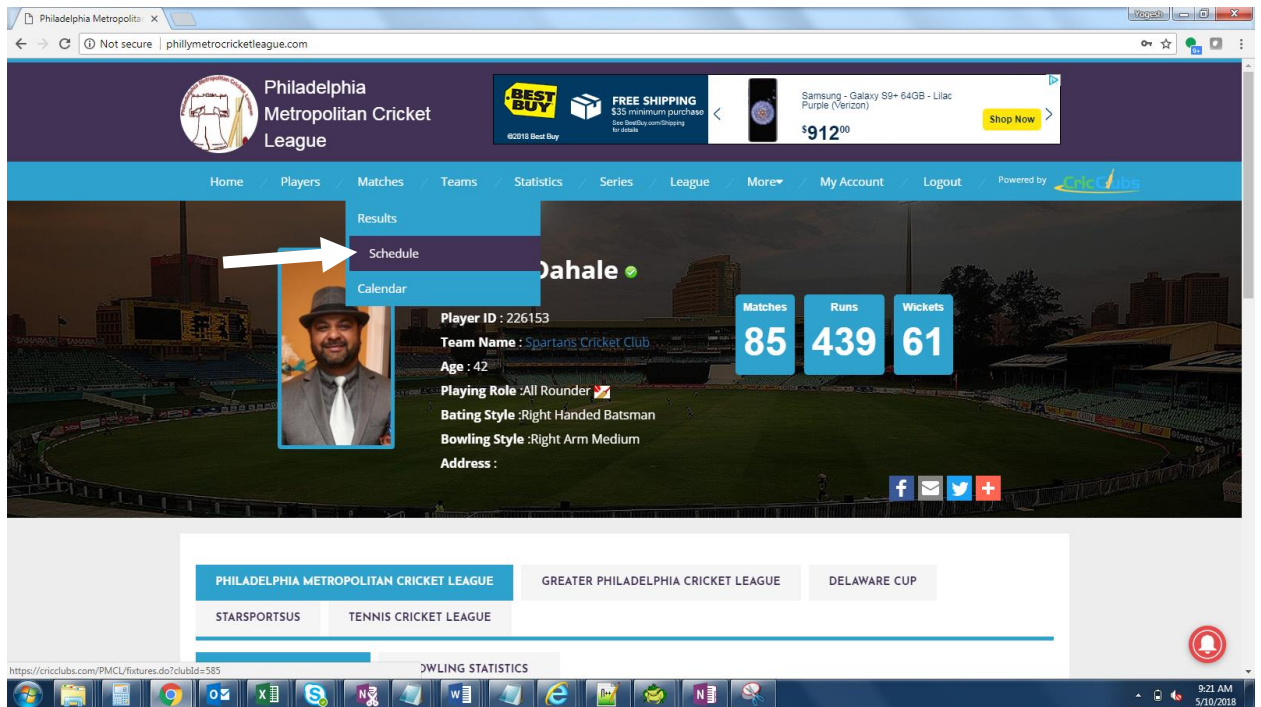 Philadelphia Metropolita
Yogesh
Not secure | phillymetrocricketleague.com
Philadelphia
Metropolitan Cricket
League
BEST
BUY
©2018 Best Buy
FREE SHIPPING
$35 minimum purchase
See BestBuy.com/Shipping
for details
Samsung - Galaxy S9+ 64GB - Lilac
Purple (Verizon)
$91200
Shop Now
Home / Players / Matches / Teams / Statistics / Series / League / More / My Account / Logout / Powered by CricClubs
Results
Schedule
Calendar
Dahale
Player ID : 226153
Team Name : Spartans Cricket Club
Age : 42
Playing Role :All Rounder
Bating Style :Right Handed Batsman
Bowling Style :Right Arm Medium
Address :
Matches
85
Runs
439
Wickets
61
PHILADELPHIA METROPOLITAN CRICKET LEAGUE
GREATER PHILADELPHIA CRICKET LEAGUE
DELAWARE CUP
STARSPORTSUS
TENNIS CRICKET LEAGUE
OWLING STATISTICS
https://cricclubs.com/PMCL/fixtures.do?clubId=585
9:21 AM
5/10/2018